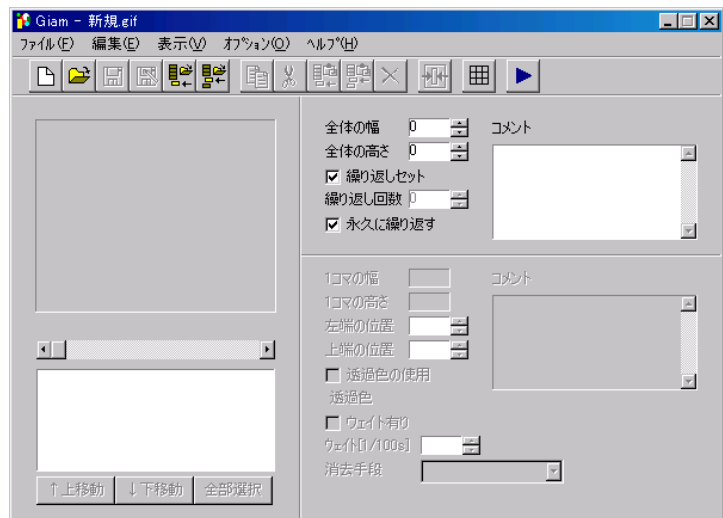 Giam - 新規.gif
ファイル(F) 編集(E) 表示(V) オプション(O) ヘルプ(H)
全体の幅 0
全体の高さ 0
繰り返しセット
繰り返し回数 0
永久に繰り返す
コメント
1コマの幅
1コマの高さ
左端の位置
上端の位置
透過色の使用
透過色
ウェイト有り
ウェイト[1/100s]
消去手段
コメント
↑上移動 ↓下移動 全部選択